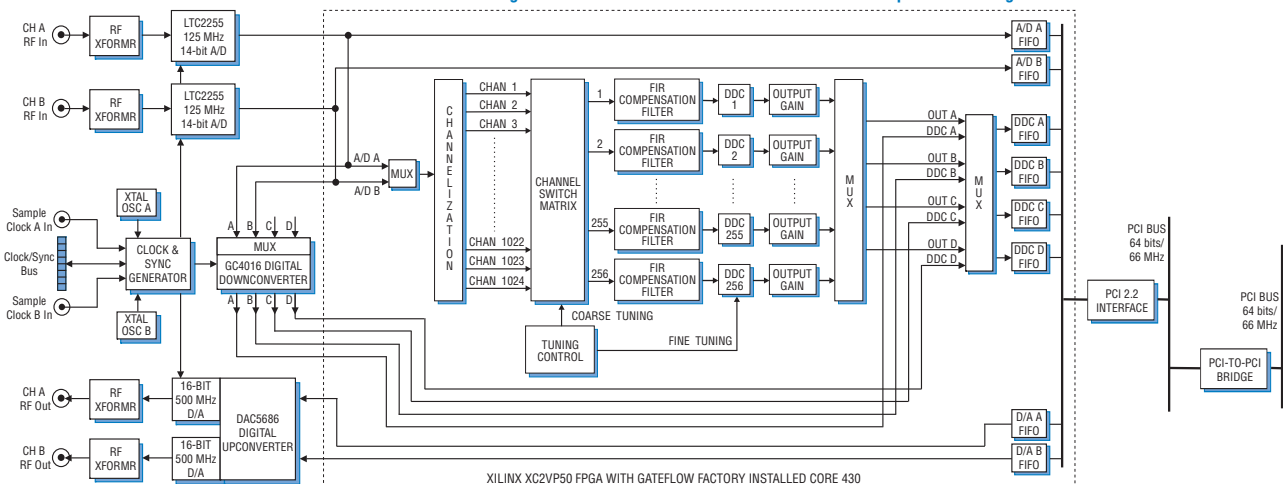 CH A
RF In
RF
XFORMR
LTC2255
125 MHz
14-bit A/D
CH B
RF In
RF
XFORMR
LTC2255
125 MHz
14-bit A/D
A/D A
FIFO
A/D B
FIFO
CHANNELIZATION
CHAN 1
CHAN 2
CHAN 3
CHAN 1022
CHAN 1023
CHAN 1024
CHANNEL
SWITCH
MATRIX
1
FIR
COMPENSATION
FILTER
DDC
1
OUTPUT
GAIN
2
FIR
COMPENSATION
FILTER
DDC
2
OUTPUT
GAIN
255
FIR
COMPENSATION
FILTER
DDC
255
OUTPUT
GAIN
256
FIR
COMPENSATION
FILTER
DDC
256
OUTPUT
GAIN
MUX
OUT A
DDC A
OUT B
DDC B
OUT C
DDC C
OUT D
DDC D
MUX
DDC A
FIFO
DDC B
FIFO
DDC C
FIFO
DDC D
FIFO
A/D A
A/D B
MUX
XTAL
OSC A
Sample
Clock A In
Clock/Sync
Bus
Sample
Clock B In
CLOCK &
SYNC
GENERATOR
XTAL
OSC B
A B C D
MUX
GC4016 DIGITAL
DOWNCONVERTER
A B C D
COARSE TUNING
TUNING
CONTROL
FINE TUNING
PCI BUS
64 bits/
66 MHz
PCI 2.2
INTERFACE
PCI BUS
64 bits/
66 MHz
PCI-TO-PCI
BRIDGE
CH A
RF Out
RF
XFORMR
16-BIT
500 MHz
D/A
DAC5686
DIGITAL
UPCONVERTER
CH B
RF Out
RF
XFORMR
16-BIT
500 MHz
D/A
D/A A
FIFO
D/A B
FIFO
XILINX XC2VP50 FPGA WITH GATEFLOW FACTORY INSTALLED CORE 430